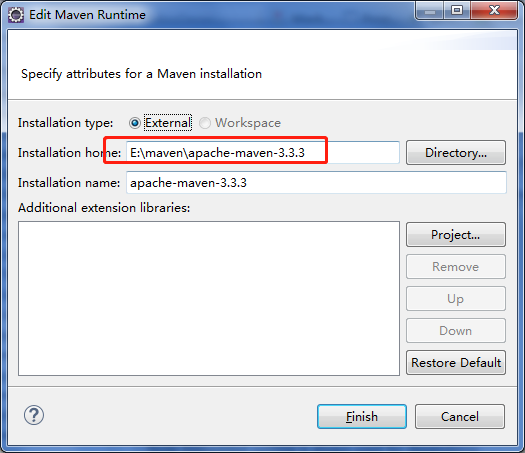 Edit Maven Runtime
Specify attributes for a Maven installation
Installation type: External Workspace
Installation home: E:\maven\apache-maven-3.3.3 Directory...
Installation name: apache-maven-3.3.3
Additional extension libraries:
Project...
Remove
Up
Down
Restore Default
? Finish Cancel